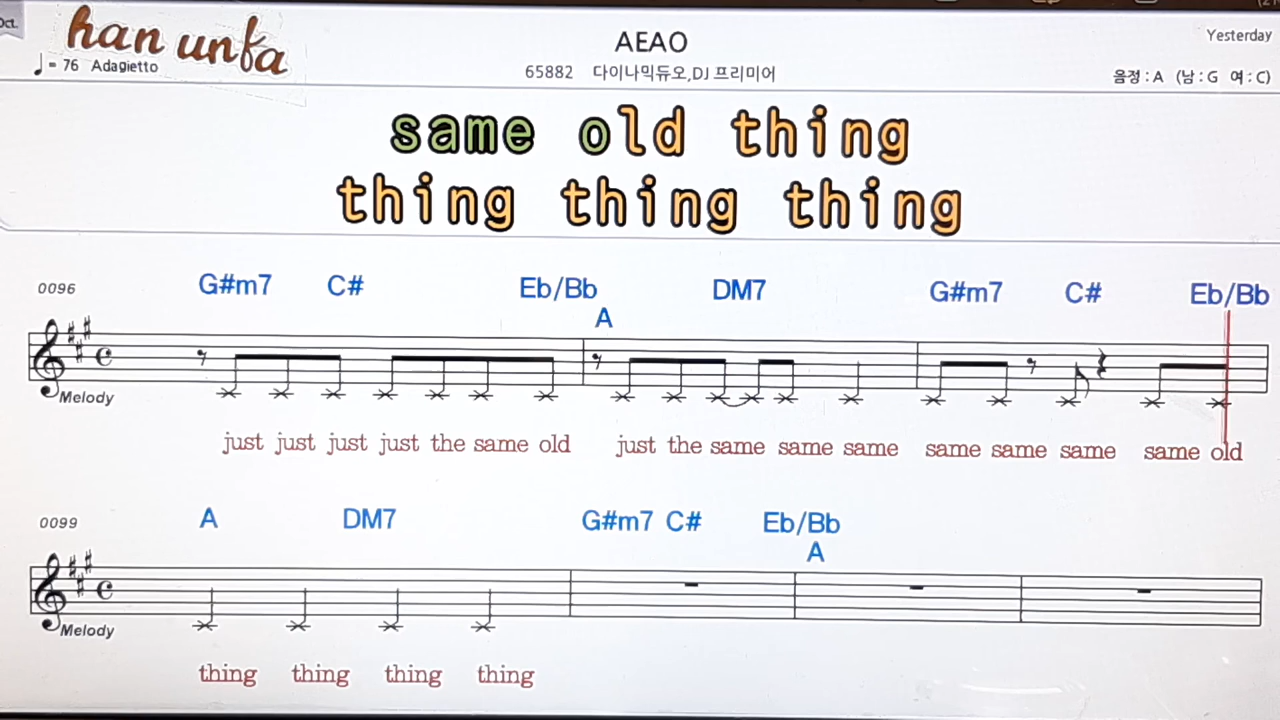 Oct.
han unfa
AEAO
Yesterday
♩= 76 Adagietto
65882 다이나믹듀오,DJ 프리미어
음정 : A (남 : G 여 : C)
same old thing
thing thing thing
0096
G#m7 C# Eb/Bb DM7 G#m7 C# Eb/Bb
A
Melody
just just just just the same old just the same same same same same same same old
0099
A DM7 G#m7 C# Eb/Bb
A
Melody
thing thing thing thing